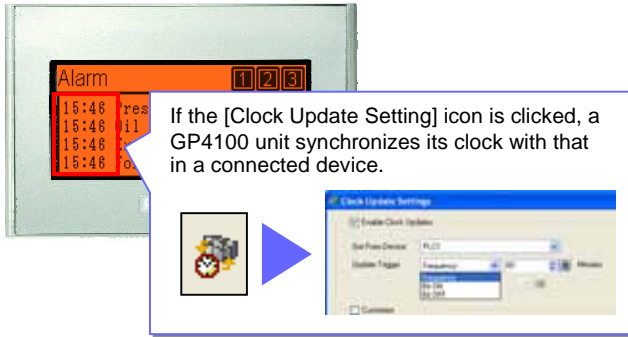 Alarm
1 2 3
15:46 Pres
15:46 Oil
15:46
15:46
If the [Clock Update Setting] icon is clicked, a
GP4100 unit synchronizes its clock with that
in a connected device.
Clock Update Settings
Enable Clock Updates
Get From Device PLC1
Update Trigger Frequency Minutes
Frequency
Bit ON
Bit OFF
Customize